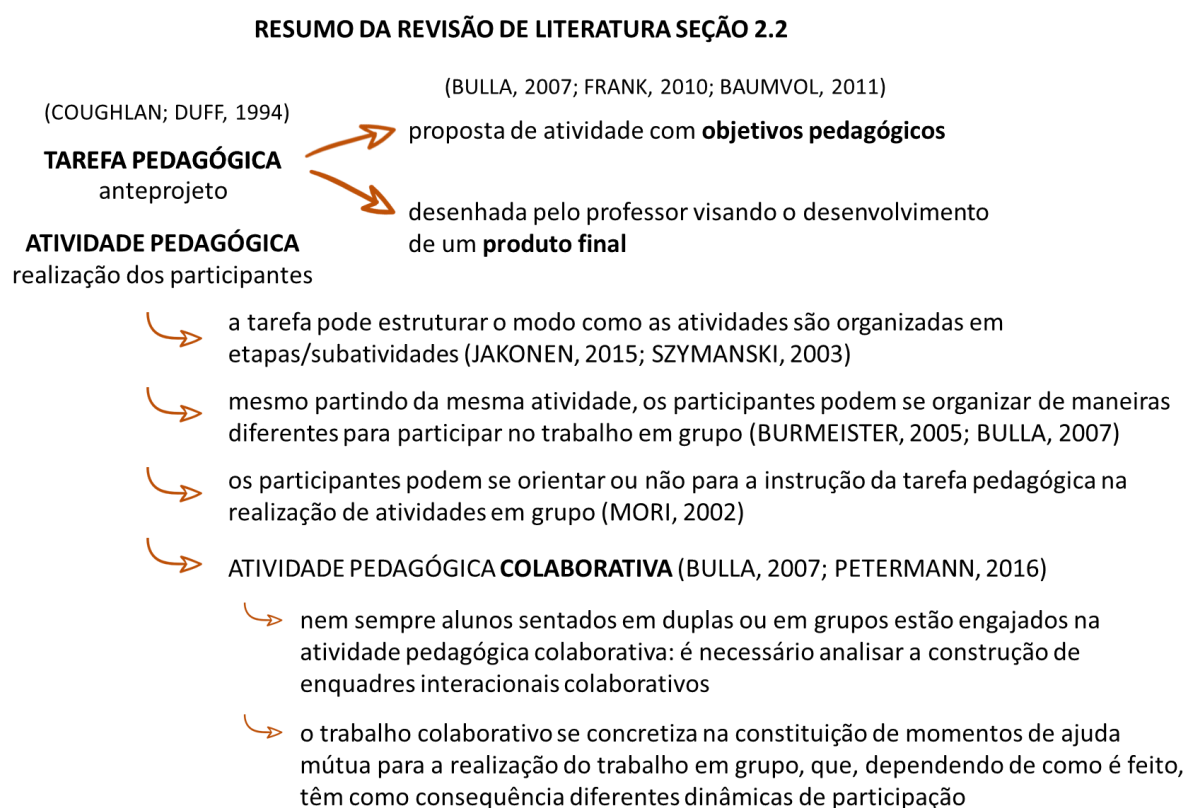 RESUMO DA REVISÃO DE LITERATURA SEÇÃO 2.2
(COUGHLAN; DUFF, 1994)
TAREFA PEDAGÓGICA
anteprojeto
(BULLA, 2007; FRANK, 2010; BAUMVOL, 2011)
proposta de atividade com objetivos pedagógicos
desenhada pelo professor visando o desenvolvimento
de um produto final
ATIVIDADE PEDAGÓGICA
realização dos participantes
a tarefa pode estruturar o modo como as atividades são organizadas em
etapas/subatividades (JAKONEN, 2015; SZYMANSKI, 2003)
mesmo partindo da mesma atividade, os participantes podem se organizar de maneiras
diferentes para participar no trabalho em grupo (BURMEISTER, 2005; BULLA, 2007)
os participantes podem se orientar ou não para a instrução da tarefa pedagógica na
realização de atividades em grupo (MORI, 2002)
ATIVIDADE PEDAGÓGICA COLABORATIVA (BULLA, 2007; PETERMANN, 2016)
nem sempre alunos sentados em duplas ou em grupos estão engajados na
atividade pedagógica colaborativa: é necessário analisar a construção de
enquadres interacionais colaborativos
o trabalho colaborativo se concretiza na constituição de momentos de ajuda
mútua para a realização do trabalho em grupo, que, dependendo de como é feito,
têm como consequência diferentes dinâmicas de participação